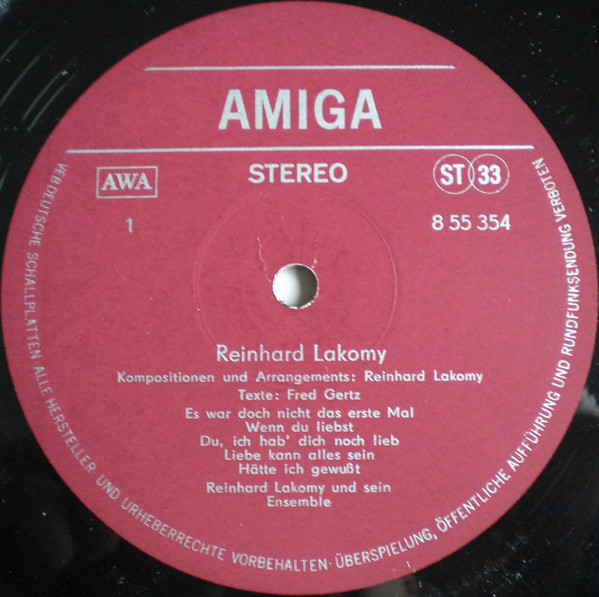 AMIGA
AWA
STEREO
ST 33
1
8 55 354
Reinhard Lakomy
Kompositionen und Arrangements: Reinhard Lakomy
Texte: Fred Gertz
Es war doch nicht das erste Mal
Wenn du liebst
Du, ich hab' dich noch lieb
Liebe kann alles sein
Hätte ich gewußt
Reinhard Lakomy und sein
Ensemble
VEB DEUTSCHE SCHALLPLATTEN ALLE HERSTELLER- UND URHEBERRECHTE VORBEHALTEN · ÜBERSPIELUNG, ÖFFENTLICHE AUFFÜHRUNG UND RUNDFUNKSENDUNG VERBOTEN